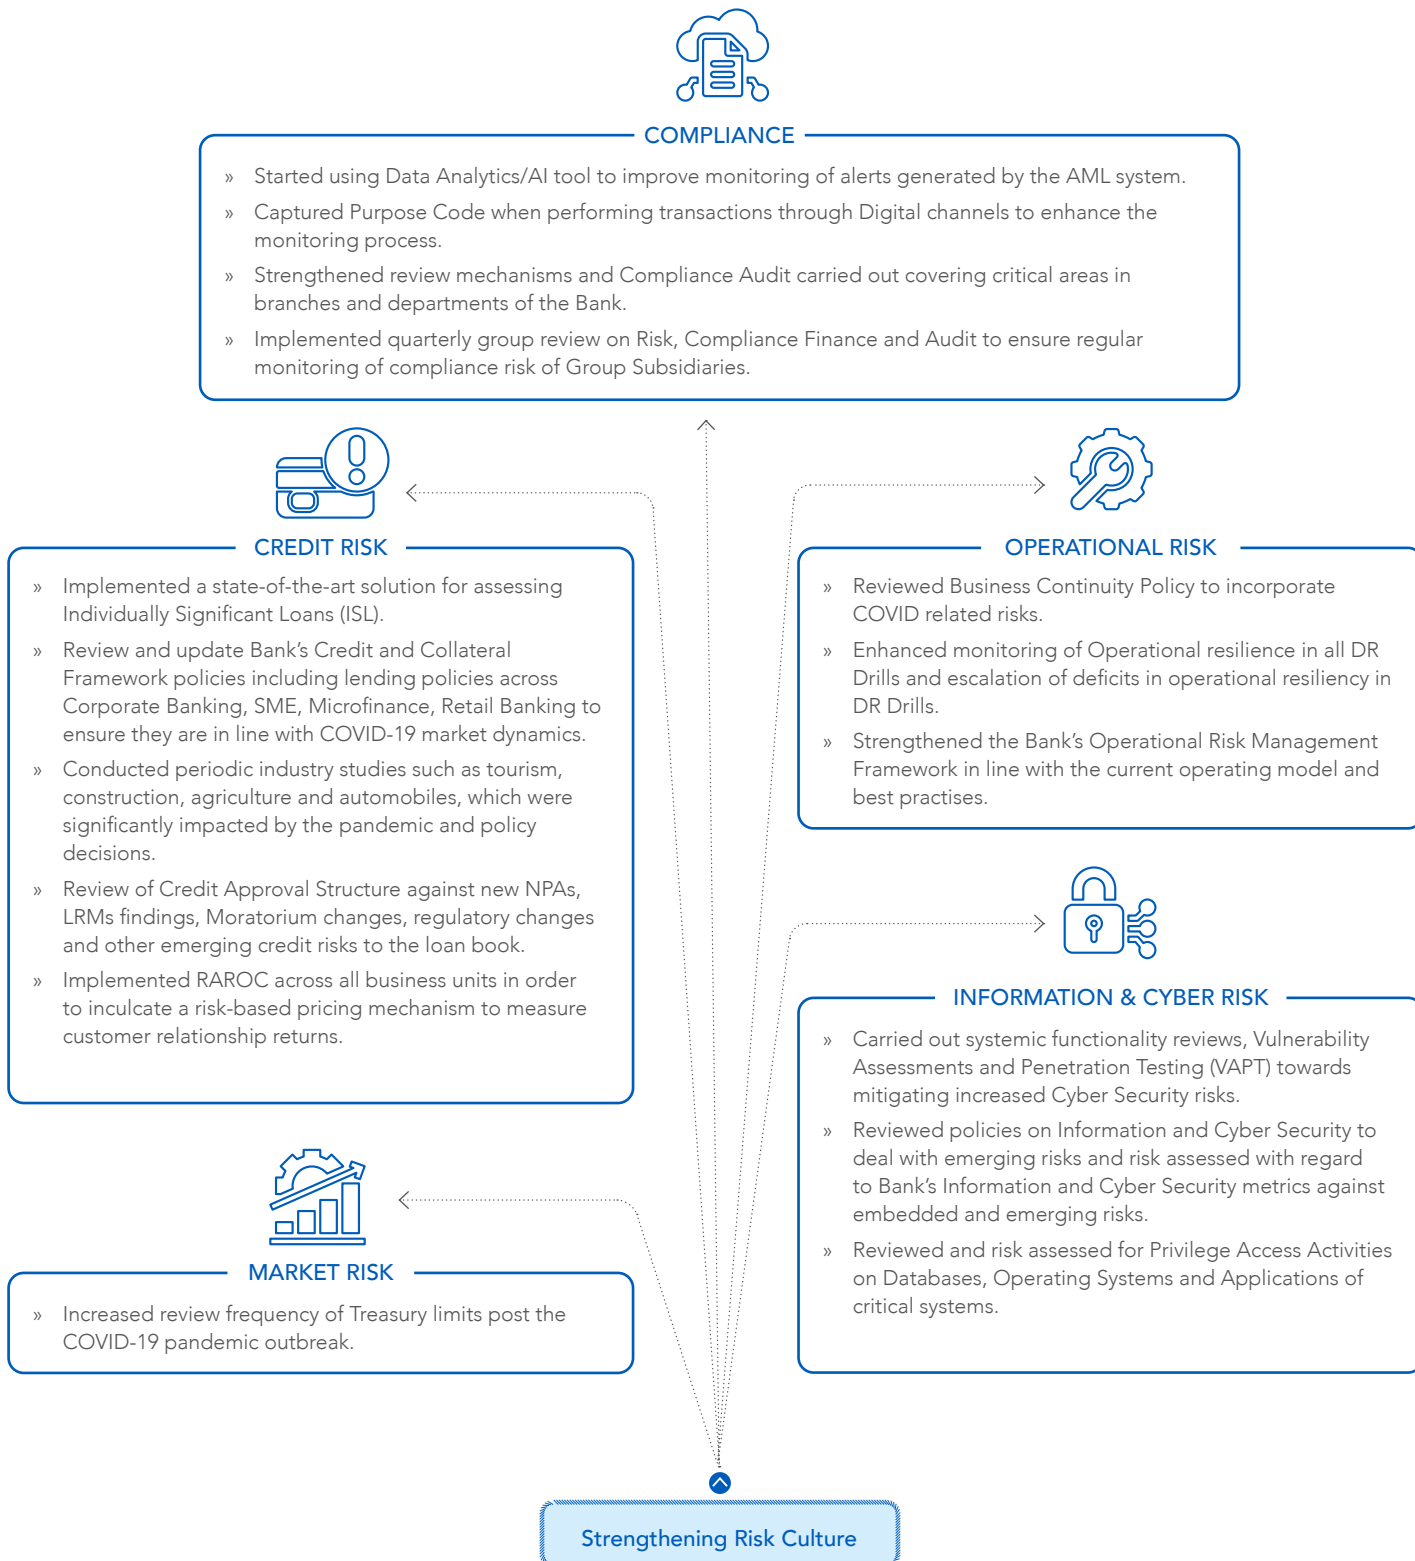 COMPLIANCE
» Started using Data Analytics/AI tool to improve monitoring of alerts generated by the AML system.
» Captured Purpose Code when performing transactions through Digital channels to enhance the
monitoring process.
» Strengthened review mechanisms and Compliance Audit carried out covering critical areas in
branches and departments of the Bank.
» Implemented quarterly group review on Risk, Compliance Finance and Audit to ensure regular
monitoring of compliance risk of Group Subsidiaries.
CREDIT RISK
» Implemented a state-of-the-art solution for assessing
Individually Significant Loans (ISL).
» Review and update Bank’s Credit and Collateral
Framework policies including lending policies across
Corporate Banking, SME, Microfinance, Retail Banking to
ensure they are in line with COVID-19 market dynamics.
» Conducted periodic industry studies such as tourism,
construction, agriculture and automobiles, which were
significantly impacted by the pandemic and policy
decisions.
» Review of Credit Approval Structure against new NPAs,
LRMs findings, Moratorium changes, regulatory changes
and other emerging credit risks to the loan book.
» Implemented RAROC across all business units in order
to inculcate a risk-based pricing mechanism to measure
customer relationship returns.
OPERATIONAL RISK
» Reviewed Business Continuity Policy to incorporate
COVID related risks.
» Enhanced monitoring of Operational resilience in all DR
Drills and escalation of deficits in operational resiliency in
DR Drills.
» Strengthened the Bank’s Operational Risk Management
Framework in line with the current operating model and
best practises.
INFORMATION & CYBER RISK
» Carried out systemic functionality reviews, Vulnerability
Assessments and Penetration Testing (VAPT) towards
mitigating increased Cyber Security risks.
» Reviewed policies on Information and Cyber Security to
deal with emerging risks and risk assessed with regard
to Bank’s Information and Cyber Security metrics against
embedded and emerging risks.
» Reviewed and risk assessed for Privilege Access Activities
on Databases, Operating Systems and Applications of
critical systems.
MARKET RISK
» Increased review frequency of Treasury limits post the
COVID-19 pandemic outbreak.
Strengthening Risk Culture